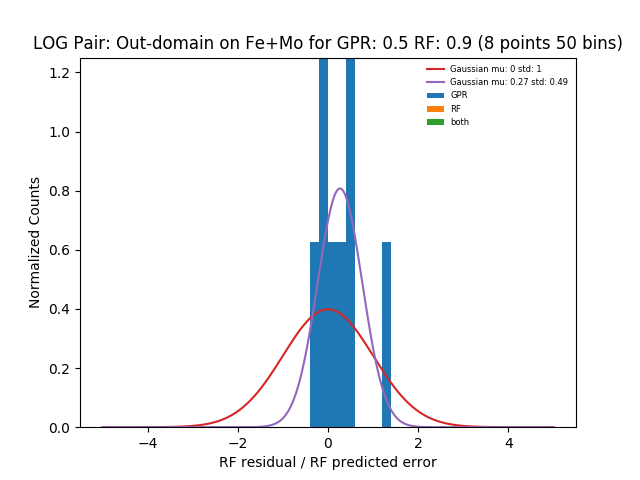 LOG Pair: Out-domain on Fe+Mo for GPR: 0.5 RF: 0.9 (8 points 50 bins)
Gaussian mu: 0 std: 1
Gaussian mu: 0.27 std: 0.49
GPR
RF
both
Normalized Counts
1.2
1.0
0.8
0.6
0.4
0.2
0.0
−4 −2 0 2 4
RF residual / RF predicted error